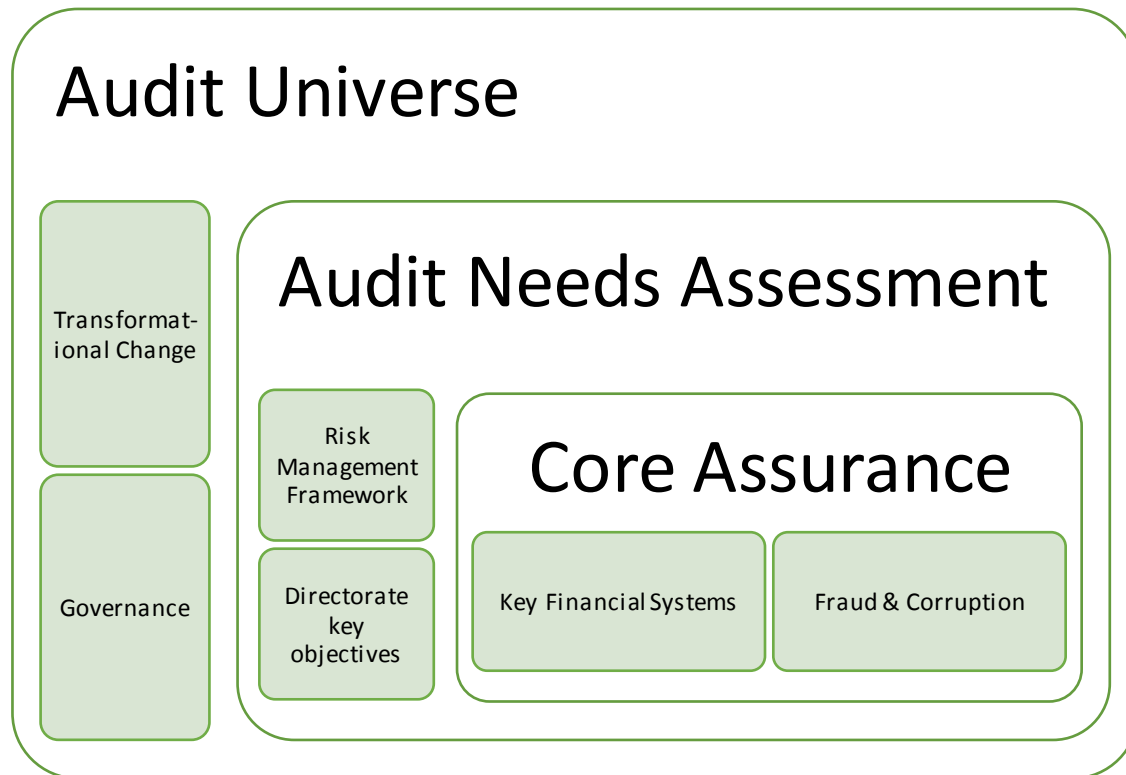 Audit Universe
Transformat-
ional Change
Governance
Audit Needs Assessment
Risk
Management
Framework
Directorate
key
objectives
Core Assurance
Key Financial Systems
Fraud & Corruption